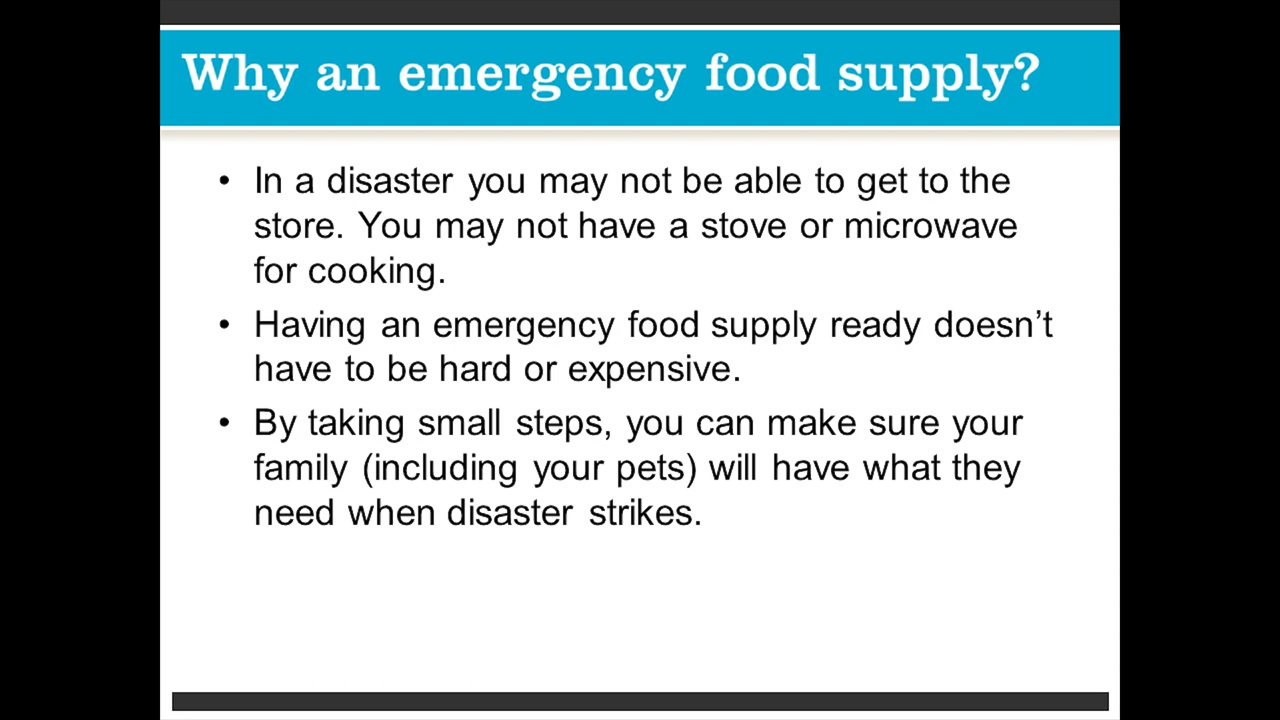 Why an emergency food supply?
• In a disaster you may not be able to get to the
store. You may not have a stove or microwave
for cooking.
• Having an emergency food supply ready doesn’t
have to be hard or expensive.
• By taking small steps, you can make sure your
family (including your pets) will have what they
need when disaster strikes.